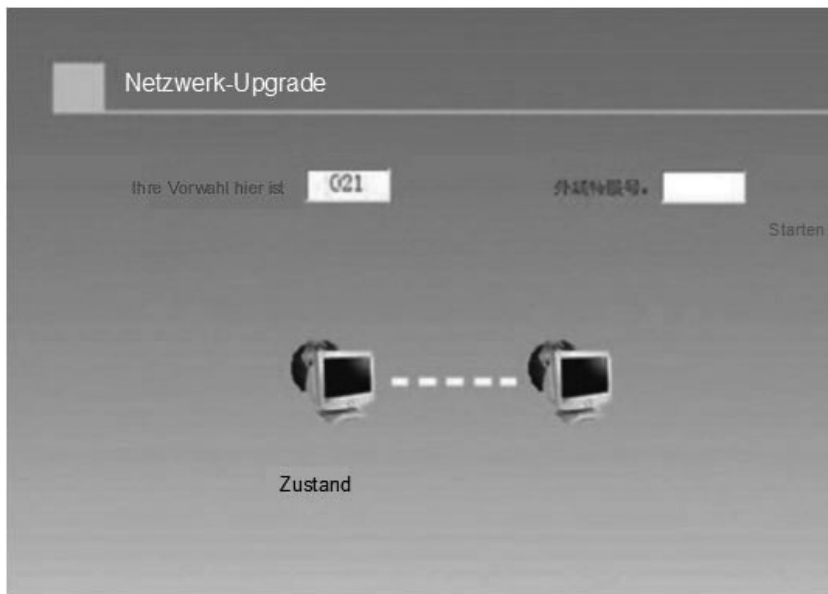 Netzwerk-Upgrade
Ihre Vorwahl hier ist 021 外线特服号:
Starten
Zustand